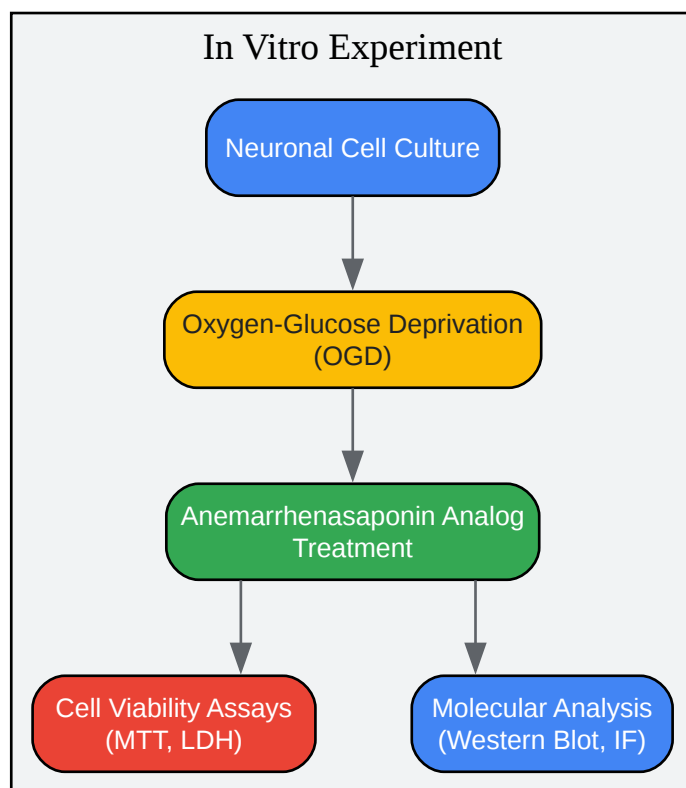 In Vitro Experiment
Neuronal Cell Culture
Oxygen-Glucose Deprivation
(OGD)
Anemarrhenasaponin Analog
Treatment
Cell Viability Assays
(MTT, LDH)
Molecular Analysis
(Western Blot, IF)